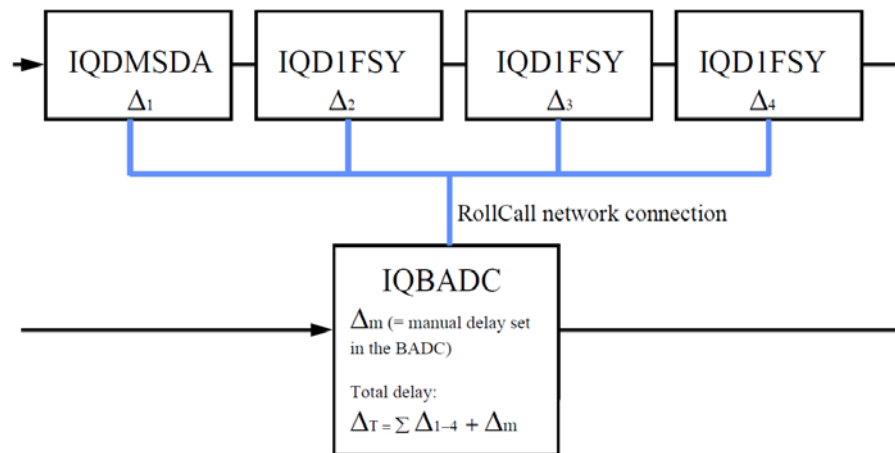 IQDMSDA
Δ1
IQD1FSY
Δ2
IQD1FSY
Δ3
IQD1FSY
Δ4
RollCall network connection
IQBADC
Δm (= manual delay set
in the BADC)
Total delay:
ΔT = ∑ Δ1–4 + Δm